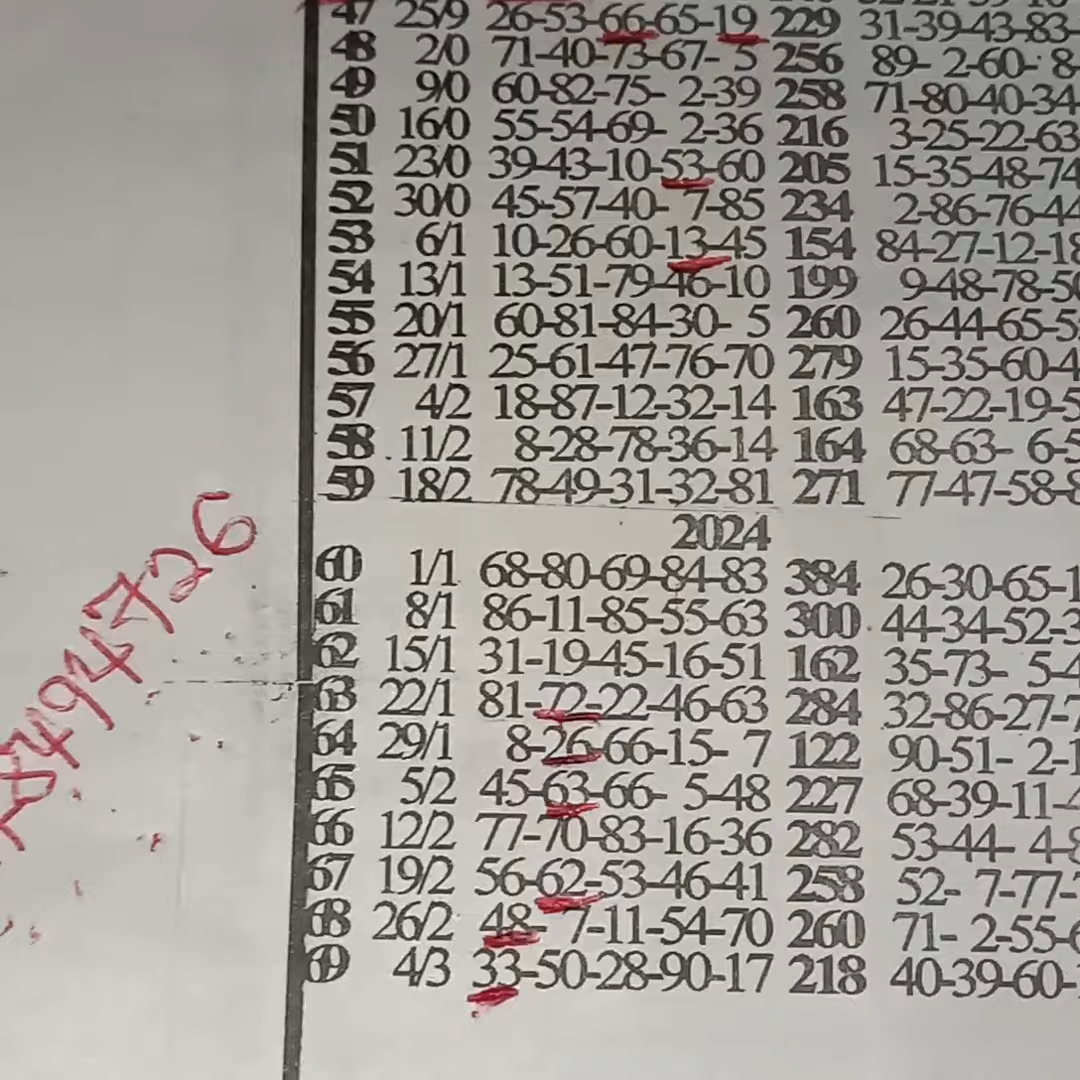 47 25/9 26-53-66-65-19 229 31-39-43-83-
48 2/0 71-40-73-67- 5 256 89- 2-60- 8-
49 9/0 60-82-75- 2-39 258 71-80-40-34
50 16/0 55-54-69- 2-36 216 3-25-22-63
51 23/0 39-43-10-53-60 205 15-35-48-74
52 30/0 45-57-40- 7-85 234 2-86-76-44
53 6/1 10-26-60-13-45 154 84-27-12-18
54 13/1 13-51-79-46-10 199 9-48-78-50
55 20/1 60-81-84-30- 5 260 26-44-65-5
56 27/1 25-61-47-76-70 279 15-35-60-4
57 4/2 18-87-12-32-14 163 47-22-19-5
58 11/2 8-28-78-36-14 164 68-63- 6-5
59 18/2 78-49-31-32-81 271 77-47-58-8
2024
60 1/1 68-80-69-84-83 384 26-30-65-1
61 8/1 86-11-85-55-63 300 44-34-52-3
62 15/1 31-19-45-16-51 162 35-73- 5-4
63 22/1 81-72-22-46-63 284 32-86-27-7
64 29/1 8-26-66-15- 7 122 90-51- 2-1
65 5/2 45-63-66- 5-48 227 68-39-11-4
66 12/2 77-70-83-16-36 282 53-44- 4-8
67 19/2 56-62-53-46-41 258 52- 7-77-
68 26/2 48- 7-11-54-70 260 71- 2-55-6
69 4/3 33-50-28-90-17 218 40-39-60-
494726